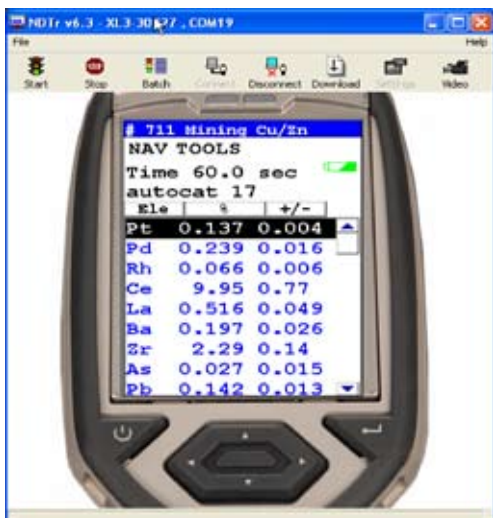 NDTr v6.3 - XL3-30527 , COM19
File Help
Start Stop Batch Connect Disconnect Download Settings Video
# 711 Mining Cu/Zn
NAV TOOLS
Time 60.0 sec
autocat 17
Ele % +/-
Pt 0.137 0.004
Pd 0.239 0.016
Rh 0.066 0.006
Ce 9.95 0.77
La 0.516 0.049
Ba 0.197 0.026
Zr 2.29 0.14
As 0.027 0.015
Pb 0.142 0.013